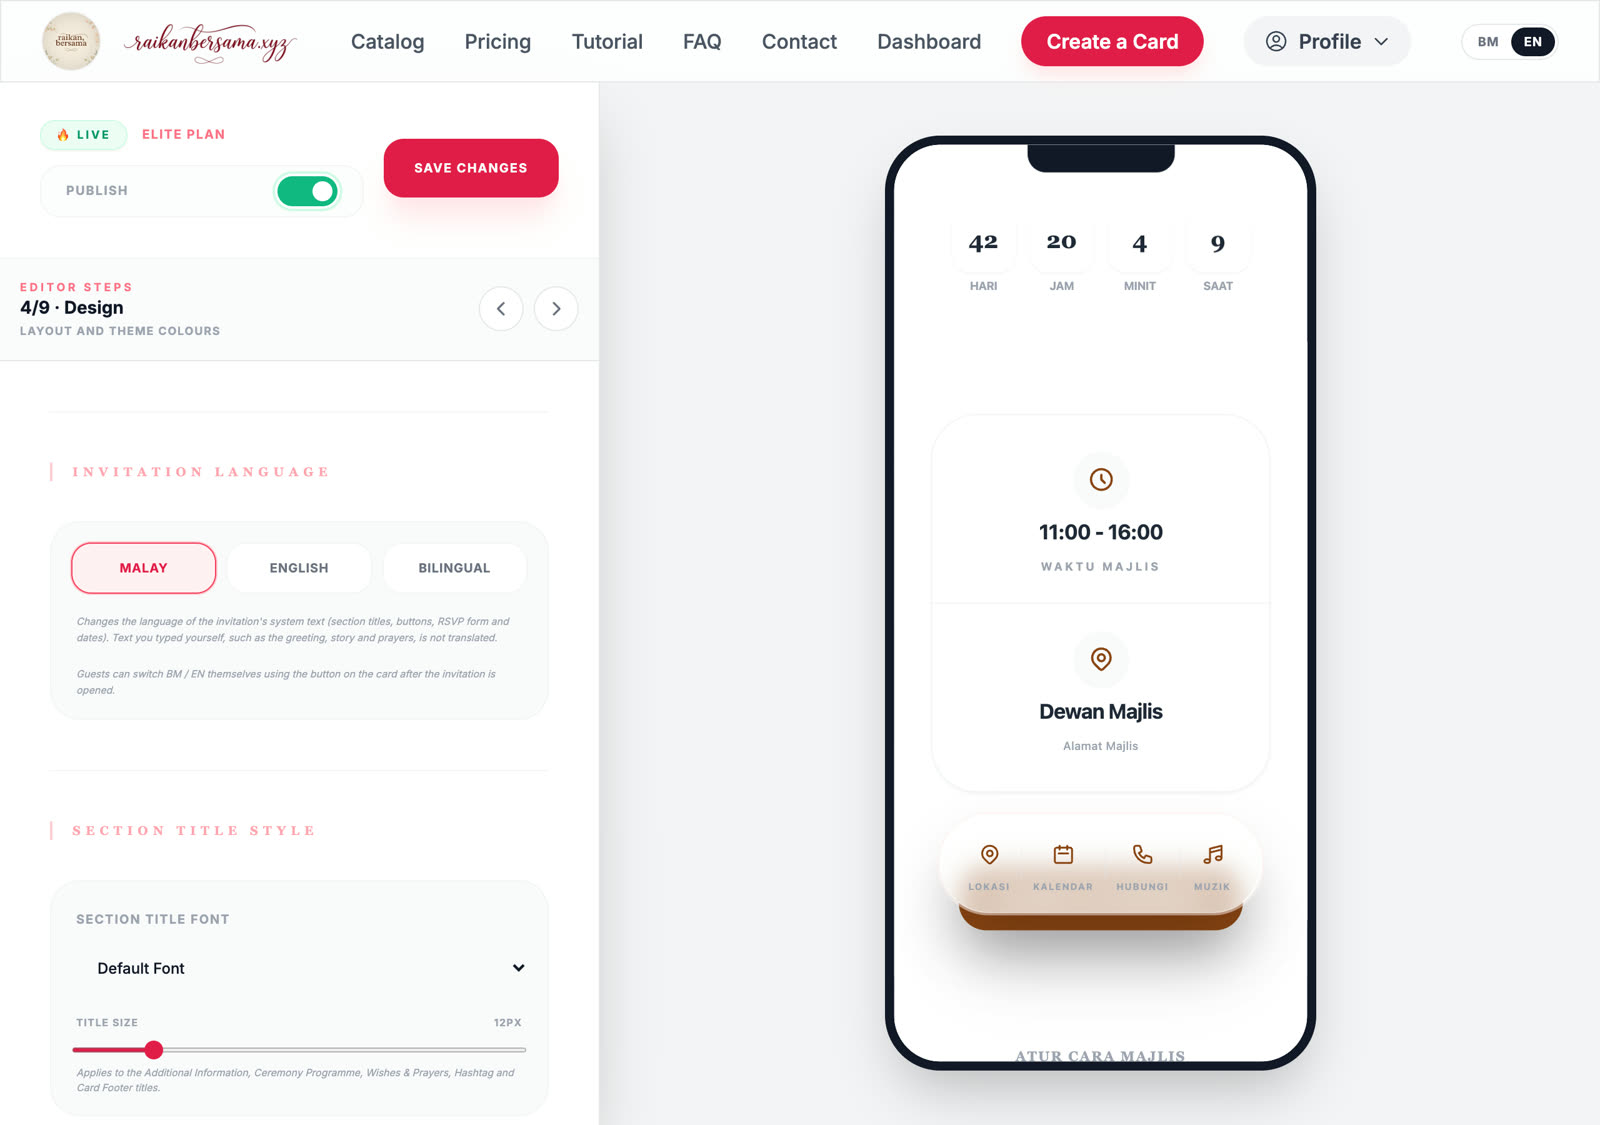 raikan
bersama
raikanbersama.xyz
Catalog
Pricing
Tutorial
FAQ
Contact
Dashboard
Create a Card
Profile
BM
EN
🔥 LIVE
ELITE PLAN
PUBLISH
SAVE CHANGES
EDITOR STEPS
4/9 · Design
LAYOUT AND THEME COLOURS
INVITATION LANGUAGE
MALAY
ENGLISH
BILINGUAL
Changes the language of the invitation's system text (section titles, buttons, RSVP form and
dates). Text you typed yourself, such as the greeting, story and prayers, is not translated.
Guests can switch BM / EN themselves using the button on the card after the invitation is
opened.
SECTION TITLE STYLE
SECTION TITLE FONT
Default Font
TITLE SIZE
12PX
Applies to the Additional Information, Ceremony Programme, Wishes & Prayers, Hashtag and
Card Footer titles.
42
20
4
9
HARI
JAM
MINIT
SAAT
11:00 - 16:00
WAKTU MAJLIS
Dewan Majlis
Alamat Majlis
LOKASI
KALENDAR
HUBUNGI
MUZIK
ATUR CARA MAJLIS